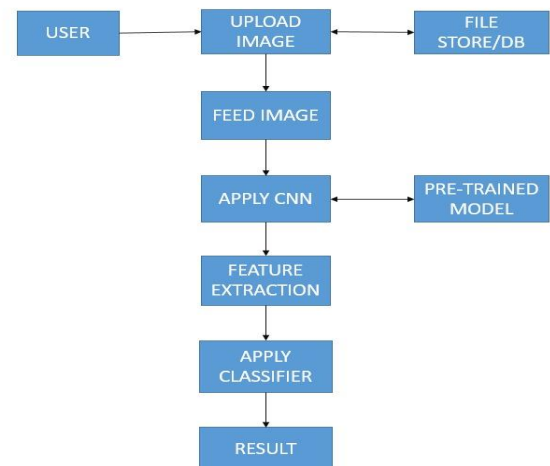 USER
UPLOAD
IMAGE
FILE
STORE/DB
FEED IMAGE
APPLY CNN
PRE-TRAINED
MODEL
FEATURE
EXTRACTION
APPLY
CLASSIFIER
RESULT